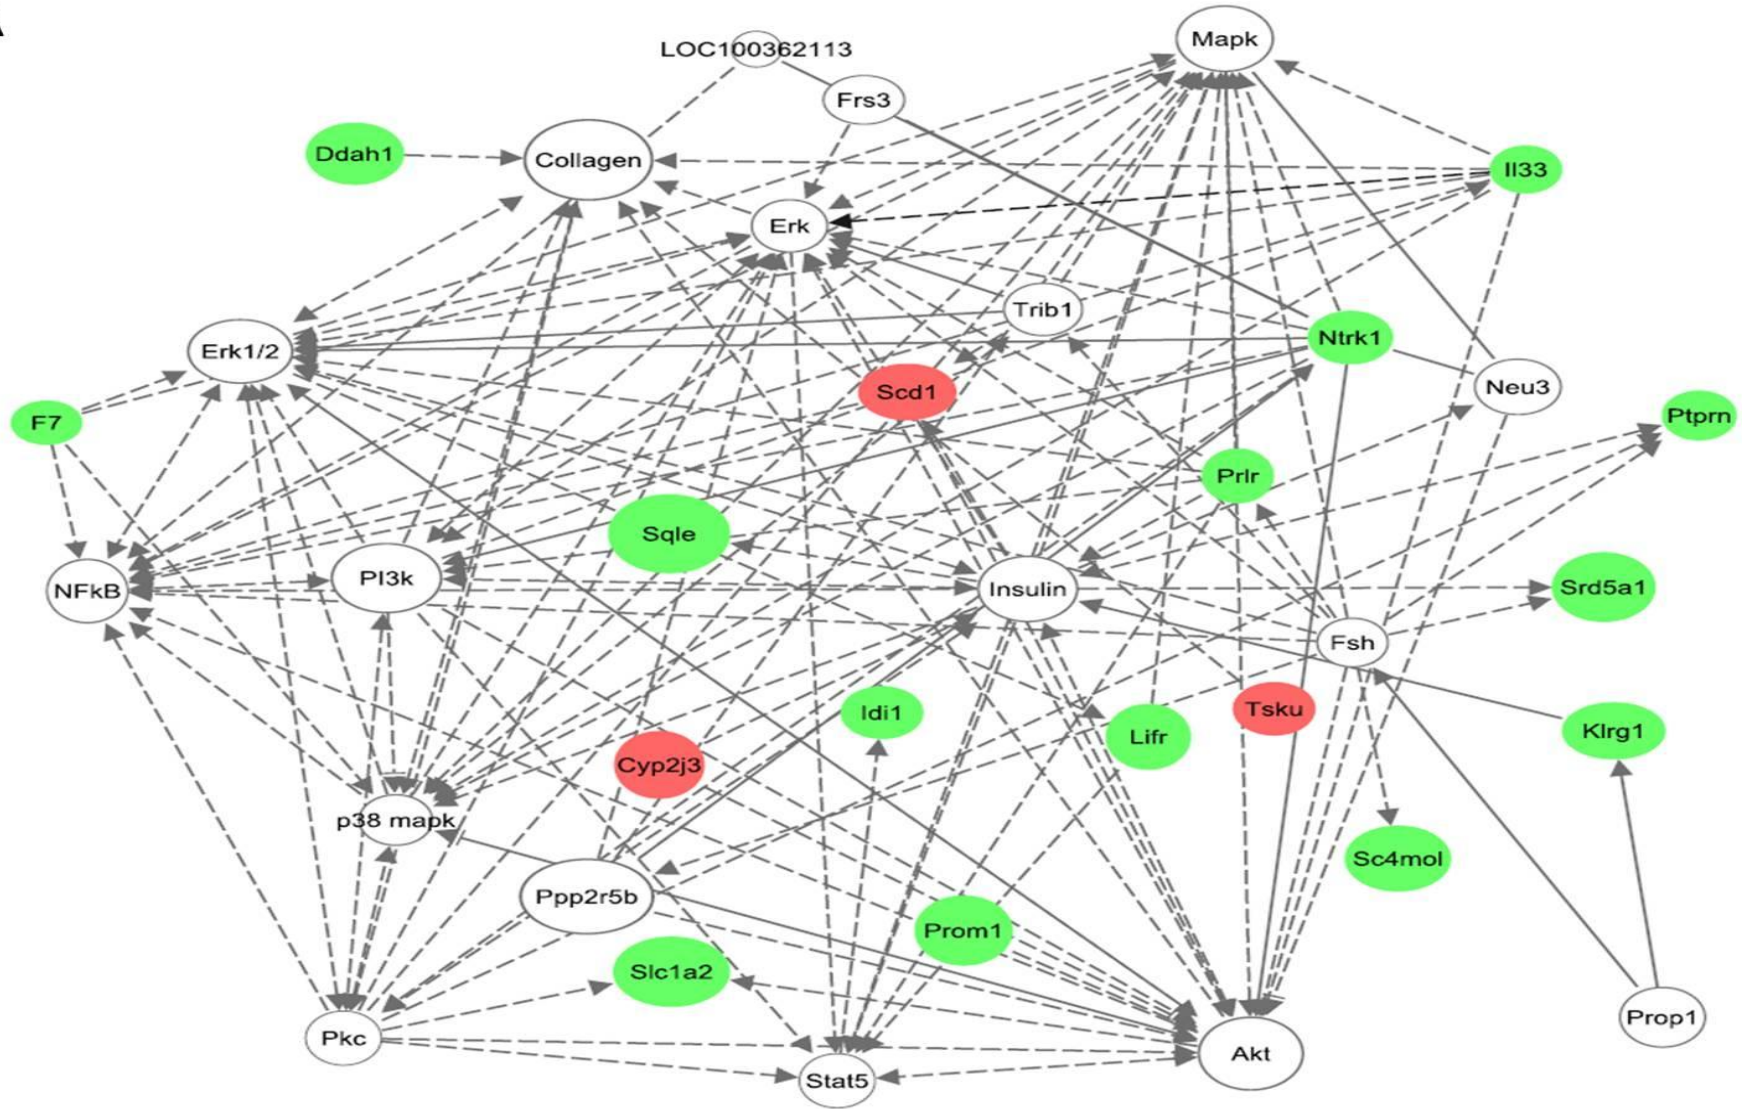 A
Mapk
LOC100362113
Frs3
Ddah1
Collagen
Il33
Erk
Trib1
Erk1/2
Ntrk1
Scd1
Neu3
F7
Ptprn
Prlr
Sqle
PI3k
NFkB
Insulin
Srd5a1
Fsh
Idi1
Tsku
Lifr
Klrg1
Cyp2j3
p38 mapk
Sc4mol
Ppp2r5b
Prom1
Slc1a2
Prop1
Pkc
Akt
Stat5